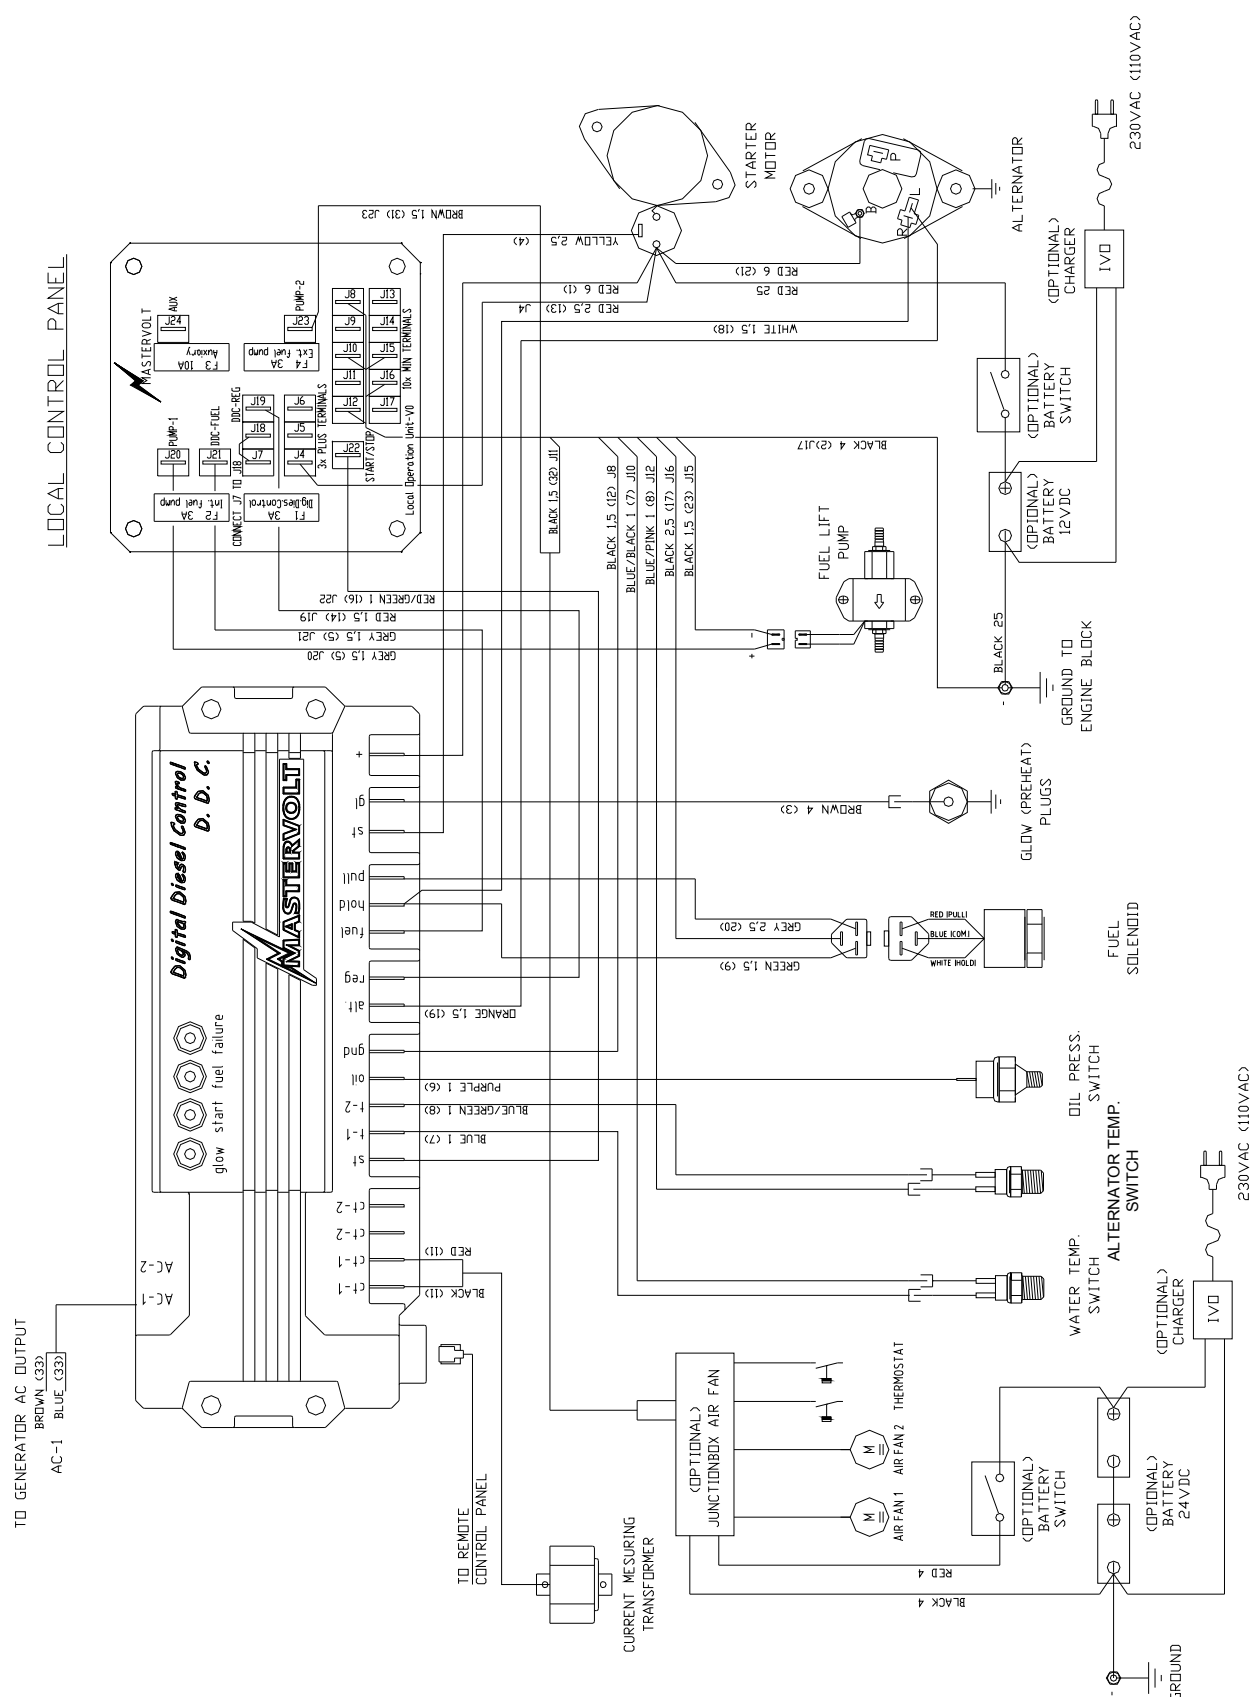 LOCAL CONTROL PANEL
MASTERVOLT
J24
AUX
F3 10A
Auxiory
J23
PUMP-2
F4 3A
Ext. Fuel pump
J20
PUMP-1
J21
DDC-FUEL
F2 3A
Int. Fuel pump
J19
DDC-REG
J18
J7
CONNECT J7 TO J18
F1 3A
Dig.Dies.Control
J6
J5
J4
3x PLUS TERMINALS
J8
J9
J10
J11
J12
J13
J14
J15
J16
J17
10x MIN TERMINALS
J22
START/STOP
Local Operation Unit-V0
BROWN 1,5 (31) J23
YELLOW 2,5 (4)
RED 6 (1)
RED 2,5 (13) J4
WHITE 1,5 (18)
RED 6 (21)
RED 25
STARTER
MOTOR
P
B
L
R
ALTERNATOR
230VAC (110VAC)
(OPTIONAL)
CHARGER
IVO
(OPTIONAL)
BATTERY
SWITCH
(OPIONAL)
BATTERY
12VDC
BLACK 4 (2)J17
BLACK 1,5 (32) J11
BLACK 1,5 (12) J8
BLUE/BLACK 1 (7) J10
BLUE/PINK 1 (8) J12
BLACK 2,5 (17) J16
BLACK 1,5 (23) J15
FUEL LIFT
PUMP
-
+
RED/GREEN 1 (16) J22
RED 1,5 (14) J19
GREY 1,5 (5) J21
GREY 1,5 (5) J20
BLACK 25
-
GROUND TO
ENGINE BLOCK
Digital Diesel Control
D. D. C.
MASTERVOLT
glow
start
fuel
failure
AC-2
AC-1
+
gl
st
pull
hold
fuel
reg
alt.
gnd
oil
t-2
t-1
st
ct-2
ct-2
ct-1
ct-1
BROWN 4 (3)
GLOW (PREHEAT)
PLUGS
GREY 2,5 (20)
GREEN 1,5 (9)
RED (PULL)
BLUE (COM)
WHITE (HOLD)
FUEL
SOLENOID
ORANGE 1,5 (19)
PURPLE 1 (6)
BLUE/GREEN 1 (8)
BLUE 1 (7)
RED (11)
BLACK (11)
OIL PRESS.
SWITCH
ALTERNATOR TEMP.
SWITCH
WATER TEMP.
SWITCH
TO GENERATOR AC OUTPUT
BROWN (33)
AC-1 BLUE (33)
TO REMOTE
CONTROL PANEL
CURRENT MESURING
TRANSFORMER
(OPTIONAL)
JUNCTIONBOX AIR FAN
THERMOSTAT
M
AIR FAN 2
M
AIR FAN 1
RED 4
BLACK 4
(OPTIONAL)
BATTERY
SWITCH
(OPIONAL)
BATTERY
24VDC
(OPTIONAL)
CHARGER
IVO
230VAC (110VAC)
-
GROUND